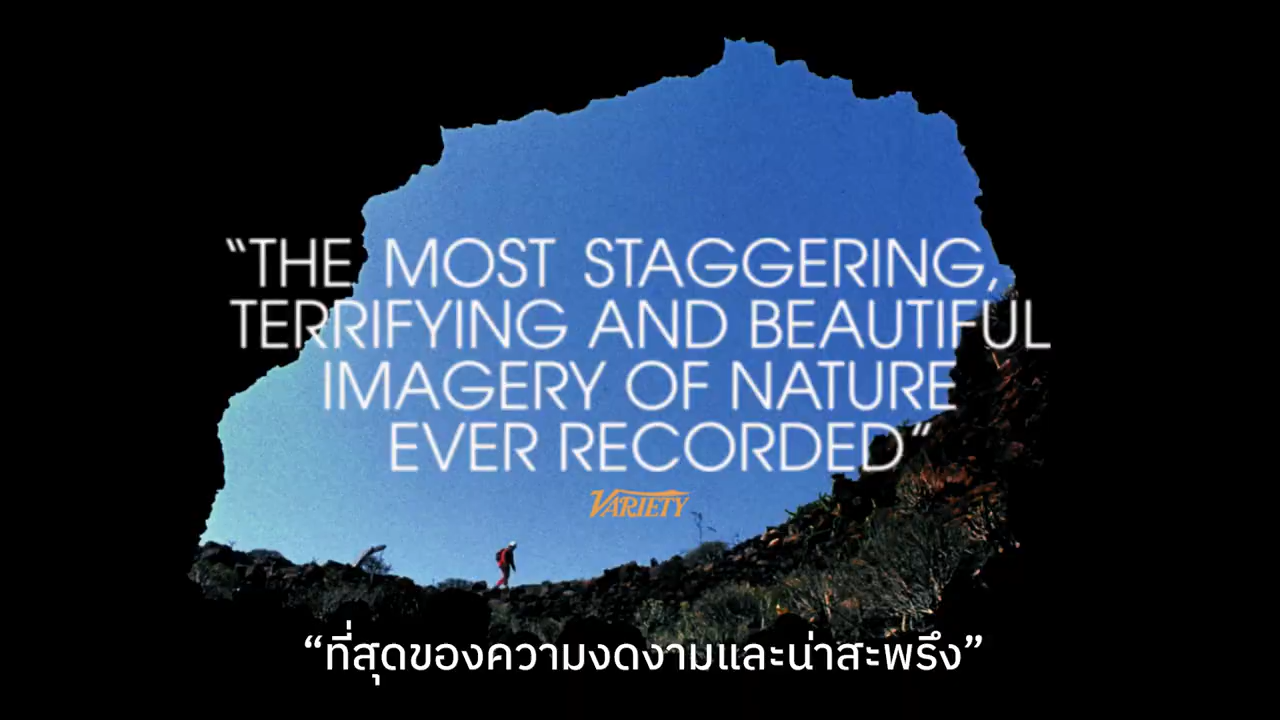 “THE MOST STAGGERING,
TERRIFYING AND BEAUTIFUL
IMAGERY OF NATURE
EVER RECORDED”
VARIETY
“ที่สุดของความงดงามและน่าสะพรึง”